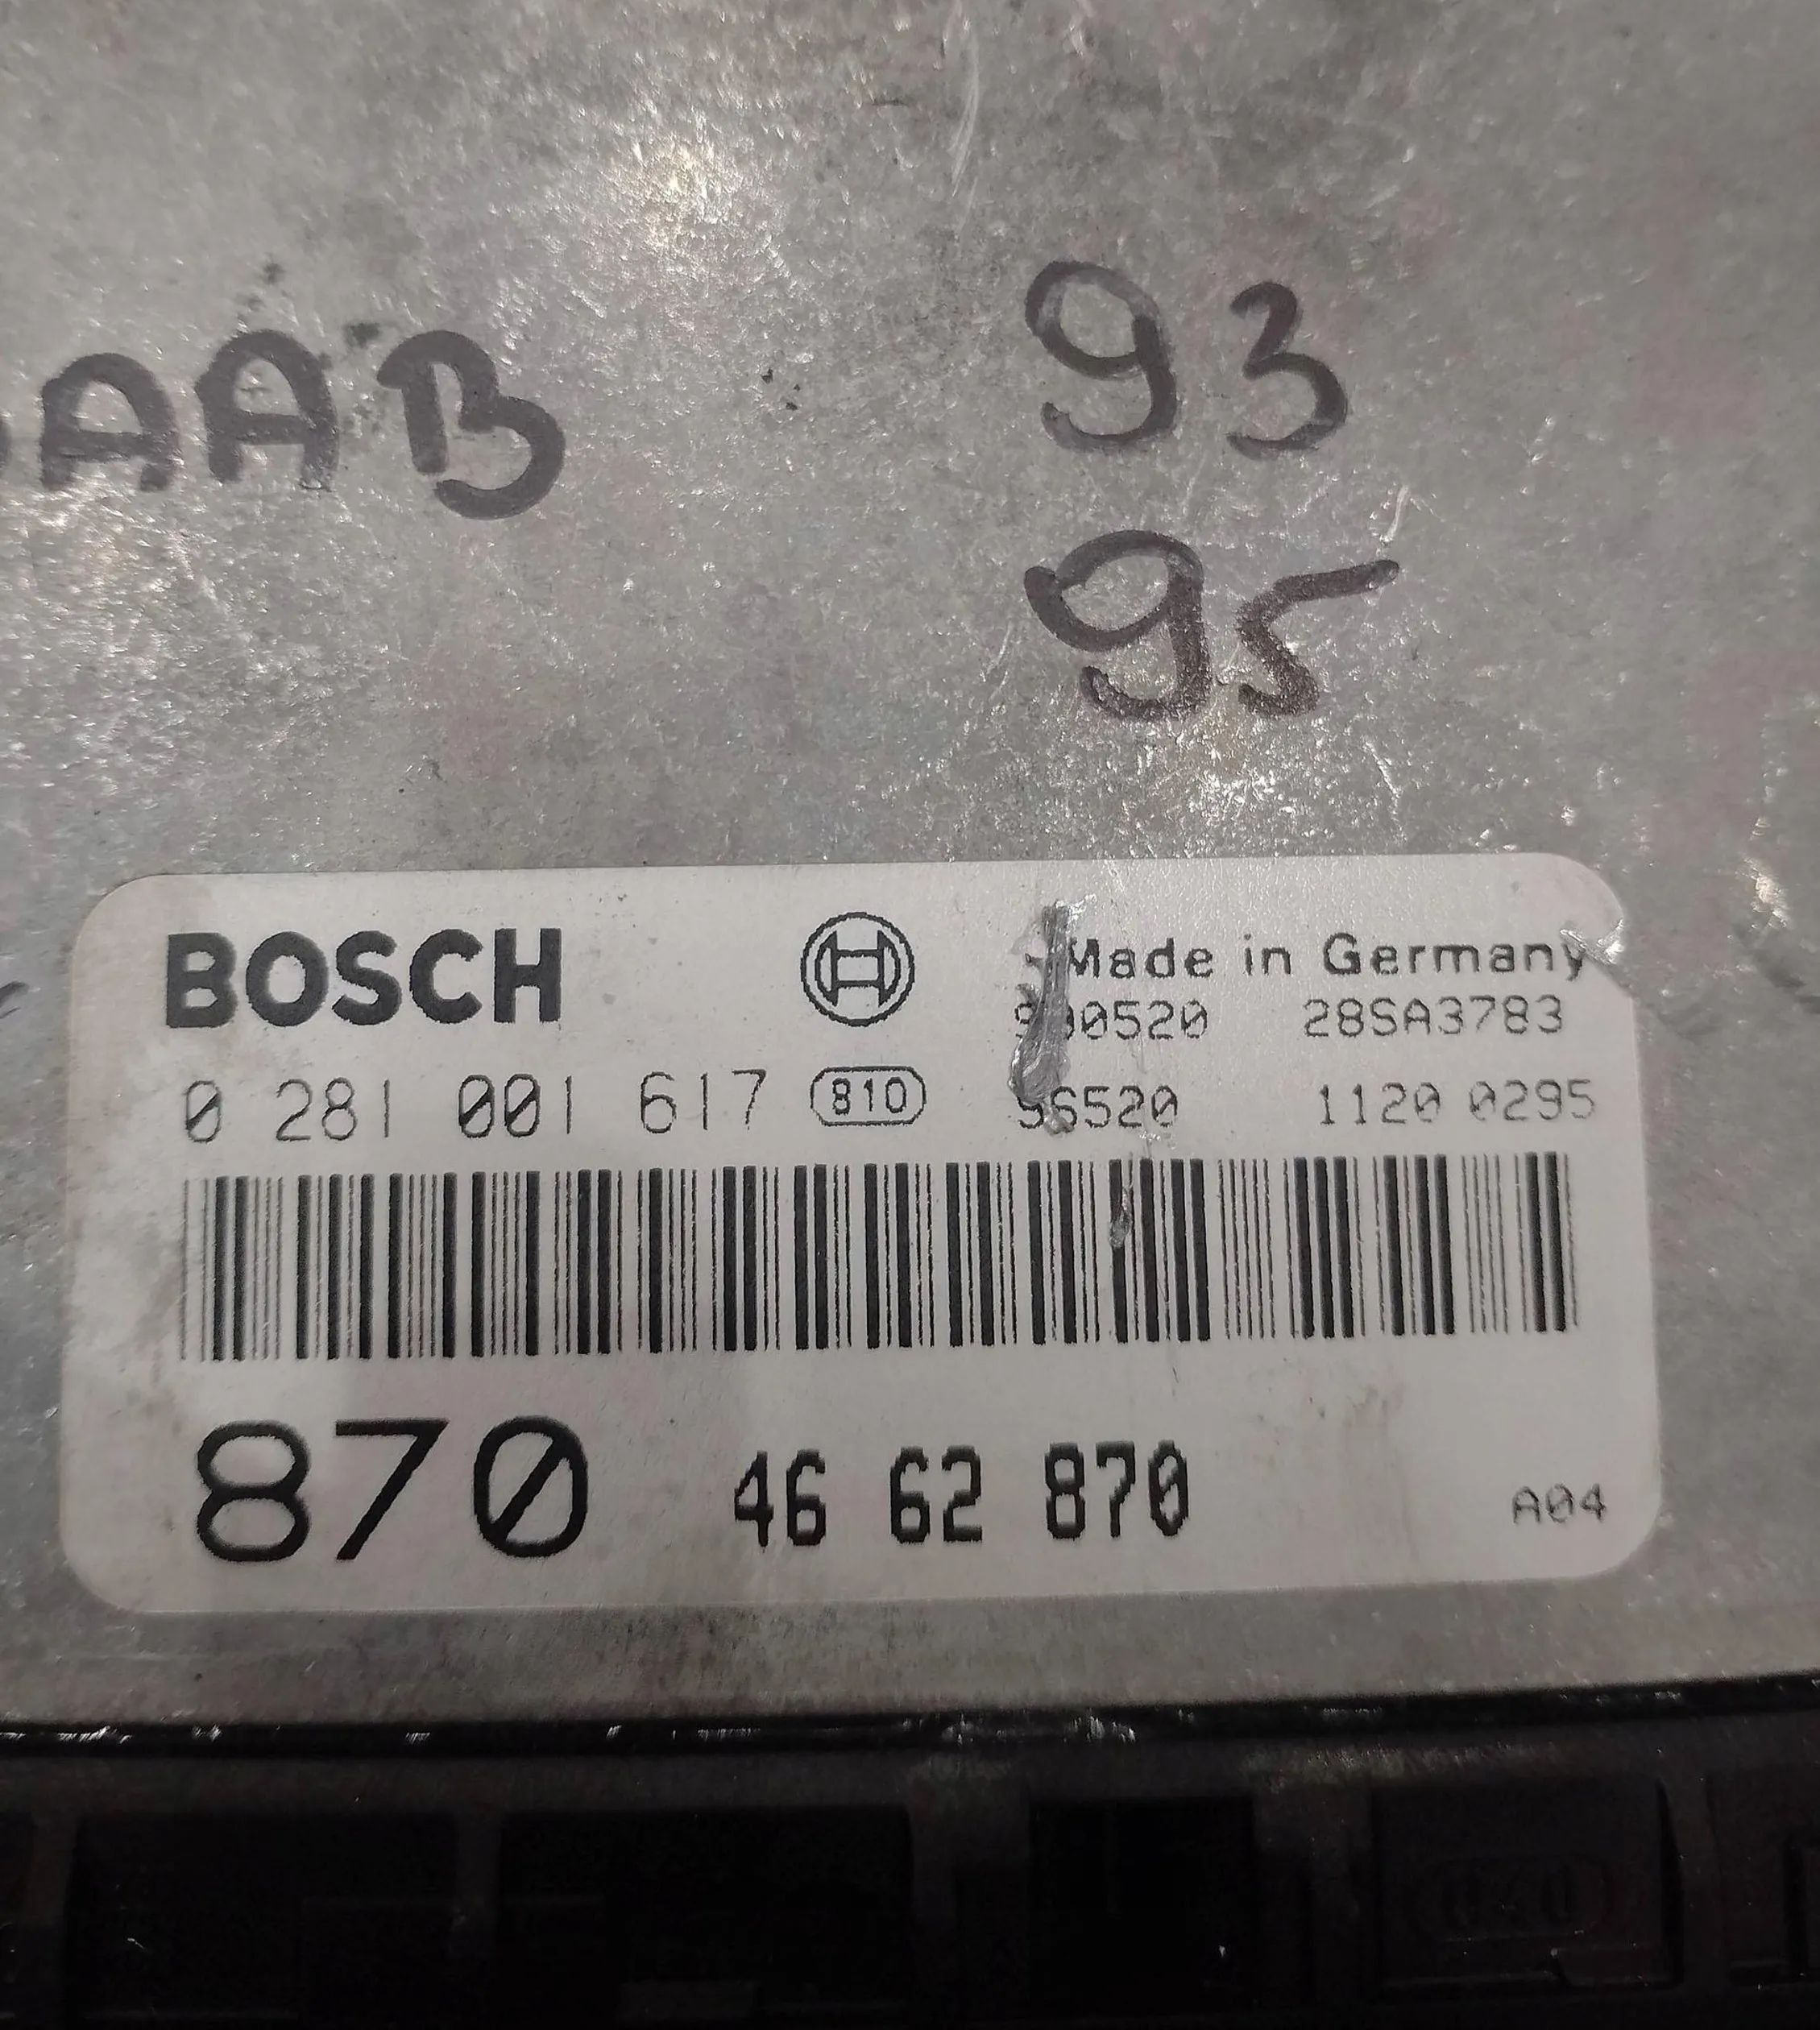 SAAB 93
95
BOSCH Made in Germany
28SA3783
0 281 001 617 810 1120 0295
870 46 62 870 A04